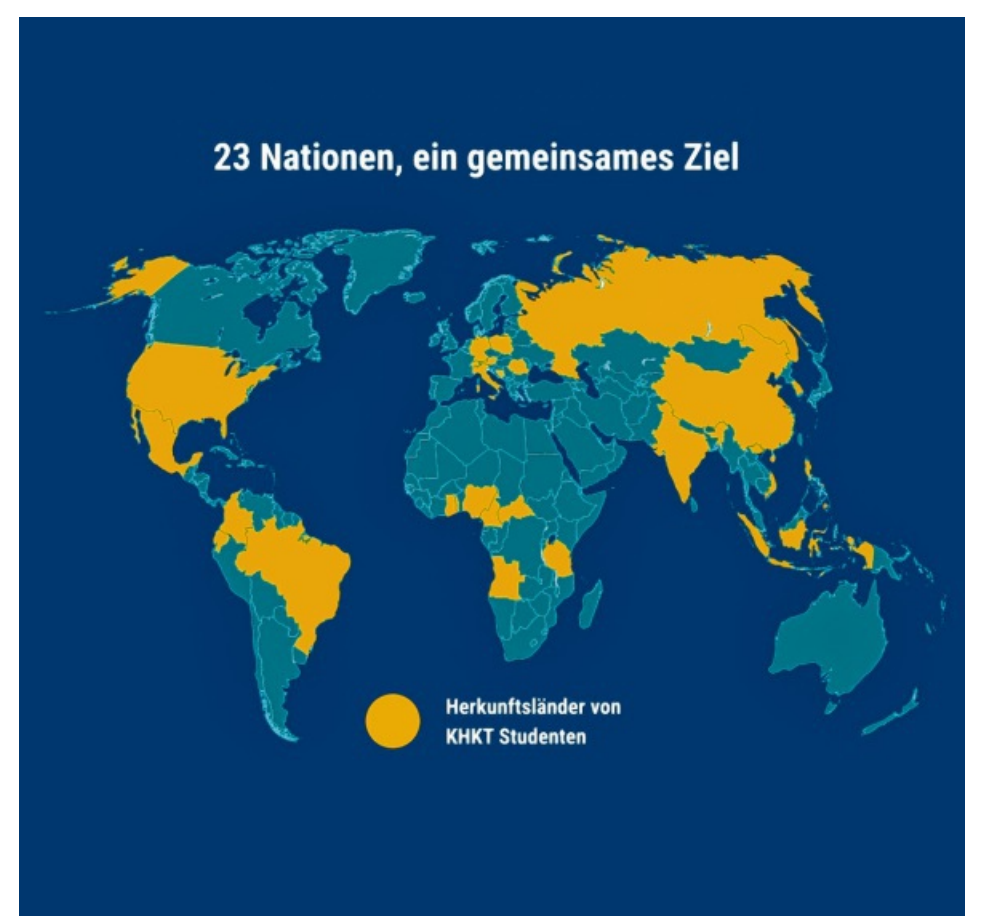 23 Nationen, ein gemeinsames Ziel
Herkunftsländer von
KHKT Studenten